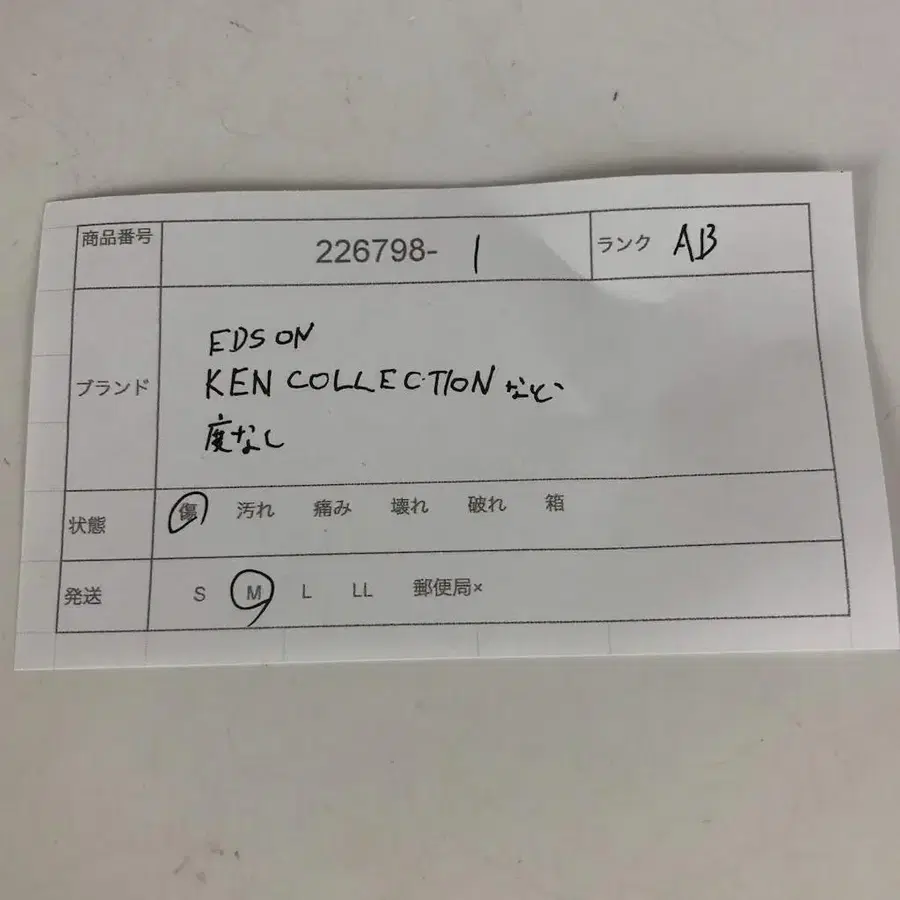 商品番号 226798- 1 ランク AB
EDSON
ブランド KEN COLLECTION など
度なし
状態 傷 汚れ 痛み 壊れ 破れ 箱
発送 S M L LL 郵便局×